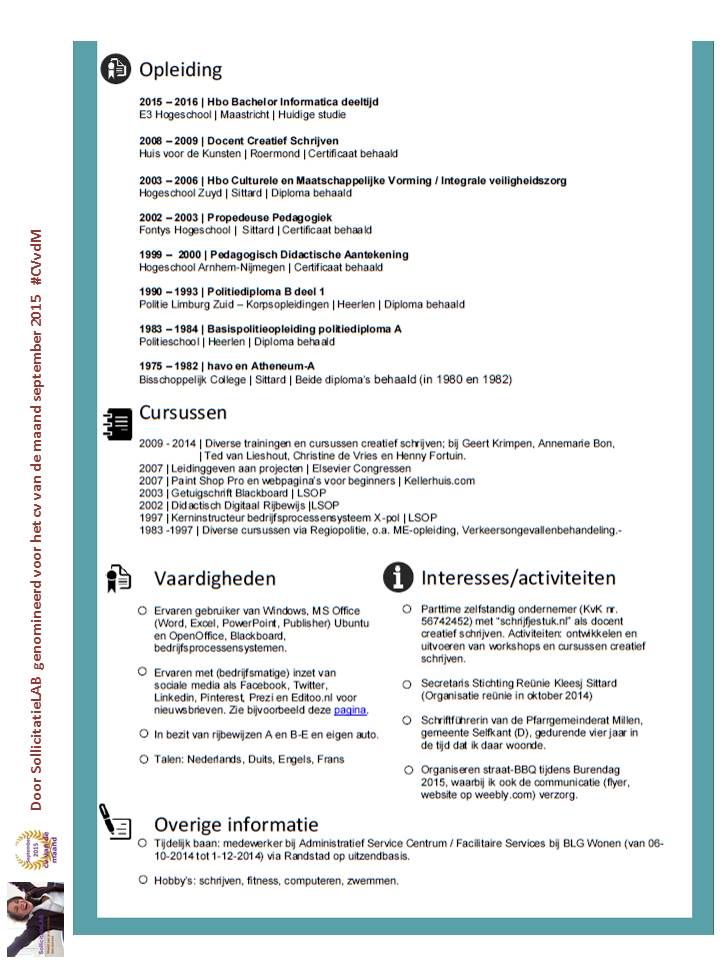 Opleiding
2015 – 2016 | Hbo Bachelor Informatica deeltijd
E3 Hogeschool | Maastricht | Huidige studie
2008 – 2009 | Docent Creatief Schrijven
Huis voor de Kunsten | Roermond | Certificaat behaald
2003 – 2006 | Hbo Culturele en Maatschappelijke Vorming / Integrale veiligheidszorg
Hogeschool Zuyd | Sittard | Diploma behaald
2002 – 2003 | Propedeuse Pedagogiek
Fontys Hogeschool | Sittard | Certificaat behaald
1999 – 2000 | Pedagogisch Didactische Aantekening
Hogeschool Arnhem-Nijmegen | Certificaat behaald
1990 – 1993 | Politiediploma B deel 1
Politie Limburg Zuid – Korpsopleidingen | Heerlen | Diploma behaald
1983 – 1984 | Basispolitieopleiding politiediploma A
Politieschool | Heerlen | Diploma behaald
1975 – 1982 | havo en Atheneum-A
Bisschoppelijk College | Sittard | Beide diploma's behaald (in 1980 en 1982)
Cursussen
2009 - 2014 | Diverse trainingen en cursussen creatief schrijven; bij Geert Krimpen, Annemarie Bon,
| Ted van Lieshout, Christine de Vries en Henny Fortuin.
2007 | Leidinggeven aan projecten | Elsevier Congressen
2007 | Paint Shop Pro en webpagina's voor beginners | Kellerhuis.com
2003 | Getuigschrift Blackboard | LSOP
2002 | Didactisch Digitaal Rijbewijs |LSOP
1997 | Kerninstructeur bedrijfsprocessensysteem X-pol | LSOP
1983 -1997 | Diverse cursussen via Regiopolitie, o.a. ME-opleiding, Verkeersongevallenbehandeling.-
Vaardigheden
Ervaren gebruiker van Windows, MS Office
(Word, Excel, PowerPoint, Publisher) Ubuntu
en OpenOffice, Blackboard,
bedrijfsprocessensystemen.
Ervaren met (bedrijfsmatige) inzet van
sociale media als Facebook, Twitter,
Linkedin, Pinterest, Prezi en Editoo.nl voor
nieuwsbrieven. Zie bijvoorbeeld deze pagina.
In bezit van rijbewijzen A en B-E en eigen auto.
Talen: Nederlands, Duits, Engels, Frans
Interesses/activiteiten
Parttime zelfstandig ondernemer (KvK nr.
56742452) met "schrijfjestuk.nl" als docent
creatief schrijven. Activiteiten: ontwikkelen en
uitvoeren van workshops en cursussen creatief
schrijven.
Secretaris Stichting Reünie Kleesj Sittard
(Organisatie reünie in oktober 2014)
Schriftführerin van de Pfarrgemeinderat Millen,
gemeente Selfkant (D), gedurende vier jaar in
de tijd dat ik daar woonde.
Organiseren straat-BBQ tijdens Burendag
2015, waarbij ik ook de communicatie (flyer,
website op weebly.com) verzorg.
Overige informatie
Tijdelijk baan: medewerker bij Administratief Service Centrum / Facilitaire Services bij BLG Wonen (van 06-
10-2014 tot 1-12-2014) via Randstad op uitzendbasis.
Hobby's: schrijven, fitness, computeren, zwemmen.
Door SollicitatieLAB genomineerd voor het cv van de maand september 2015 #CVvdM
september
2015
cv van de
maand
SollicitatieLAB